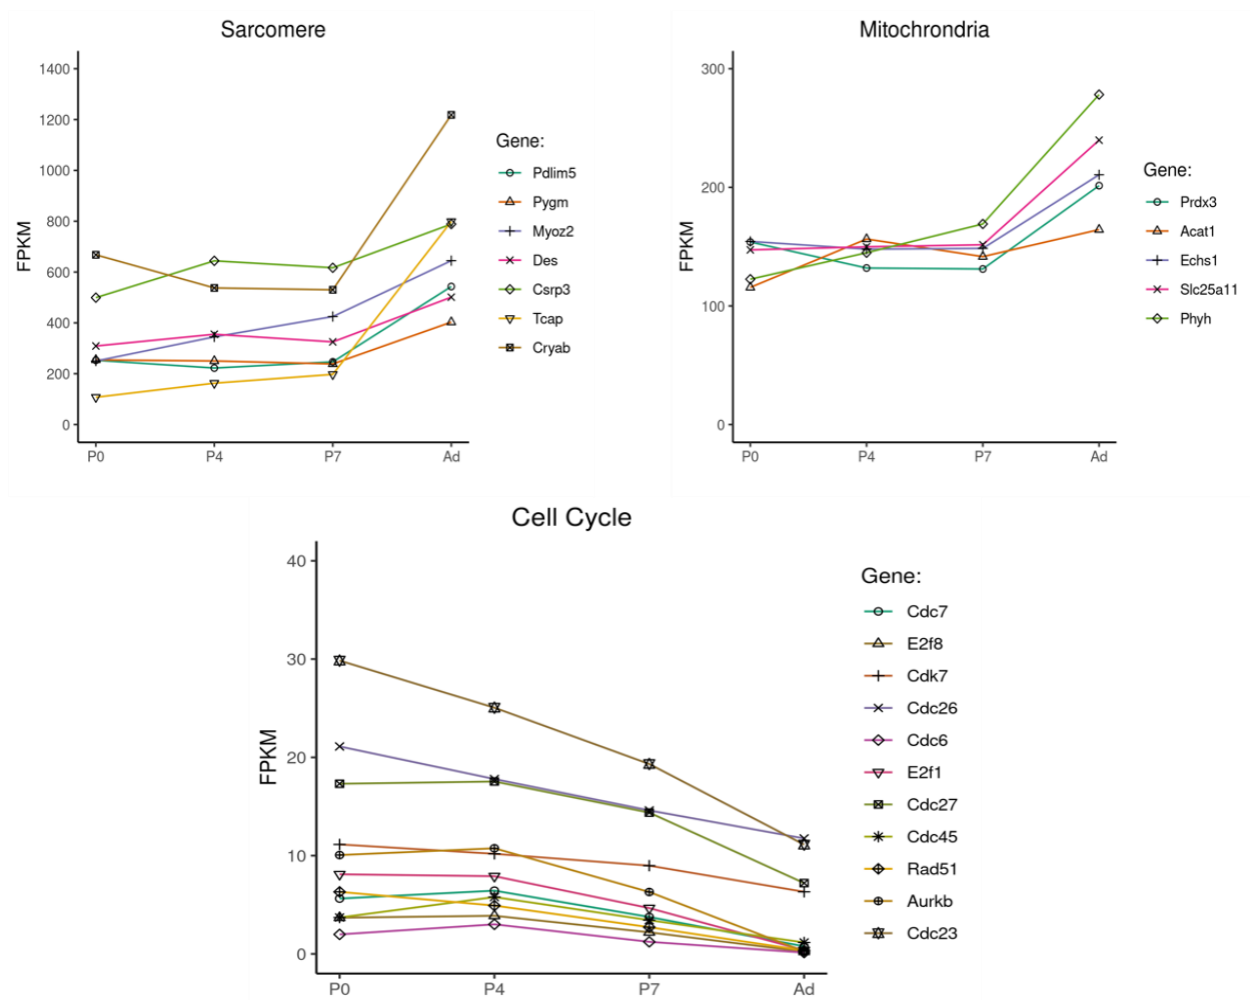 Sarcomere
1400
1200
1000
800
600
400
200
0
FPKM
P0 P4 P7 Ad
Gene:
Pdlim5
Pygm
Myoz2
Des
Csrp3
Tcap
Cryab
Mitochrondria
300
200
100
0
FPKM
P0 P4 P7 Ad
Gene:
Prdx3
Acat1
Echs1
Slc25a11
Phyh
Cell Cycle
40
30
20
10
0
FPKM
P0 P4 P7 Ad
Gene:
Cdc7
E2f8
Cdk7
Cdc26
Cdc6
E2f1
Cdc27
Cdc45
Rad51
Aurkb
Cdc23